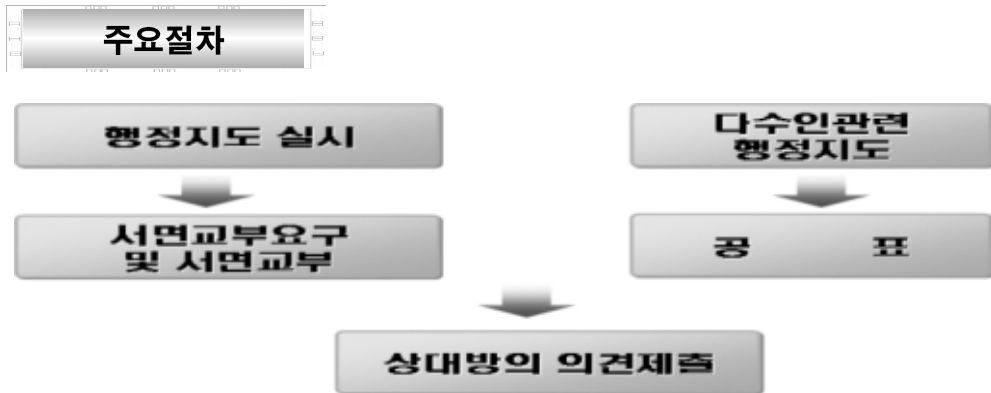 주요절차
행정지도 실시
다수인관련
행정지도
서면교부요구
및 서면교부
공 표
상대방의 의견제출